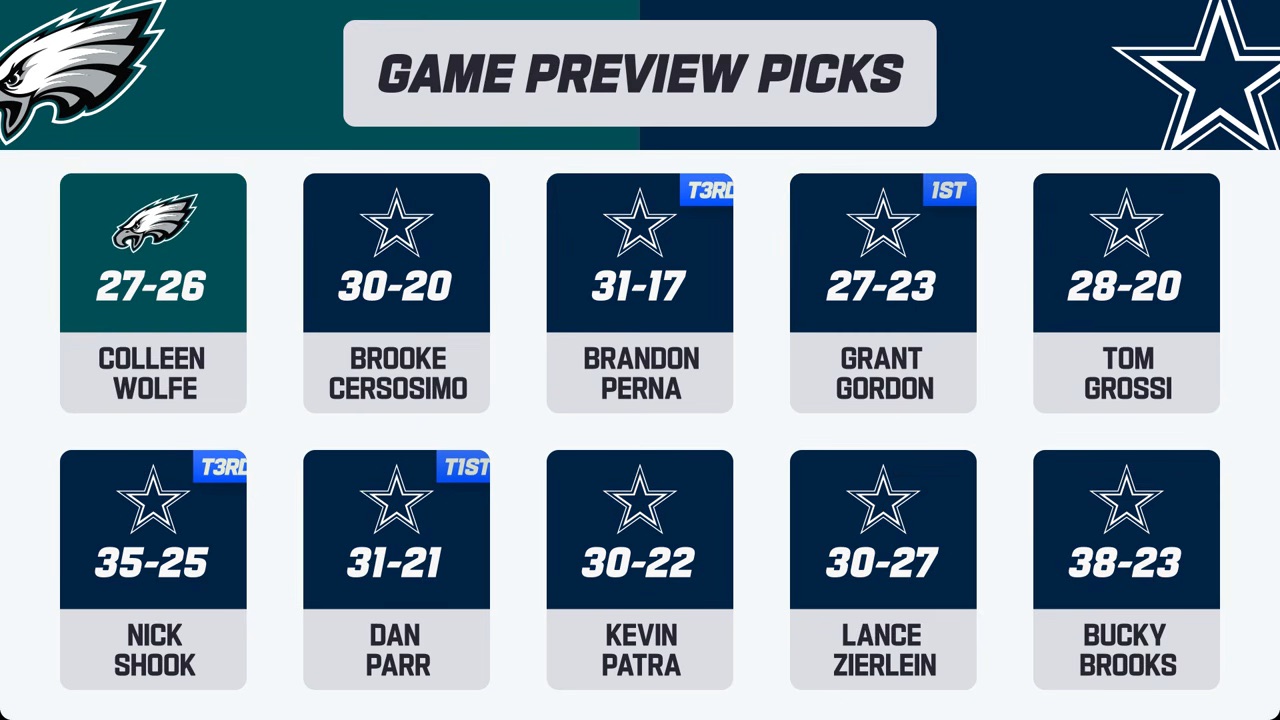 GAME PREVIEW PICKS
27-26
COLLEEN
WOLFE
30-20
BROOKE
CERSOSIMO
T3RD
31-17
BRANDON
PERNA
1ST
27-23
GRANT
GORDON
28-20
TOM
GROSSI
T3RD
35-25
NICK
SHOOK
T1ST
31-21
DAN
PARR
30-22
KEVIN
PATRA
30-27
LANCE
ZIERLEIN
38-23
BUCKY
BROOKS